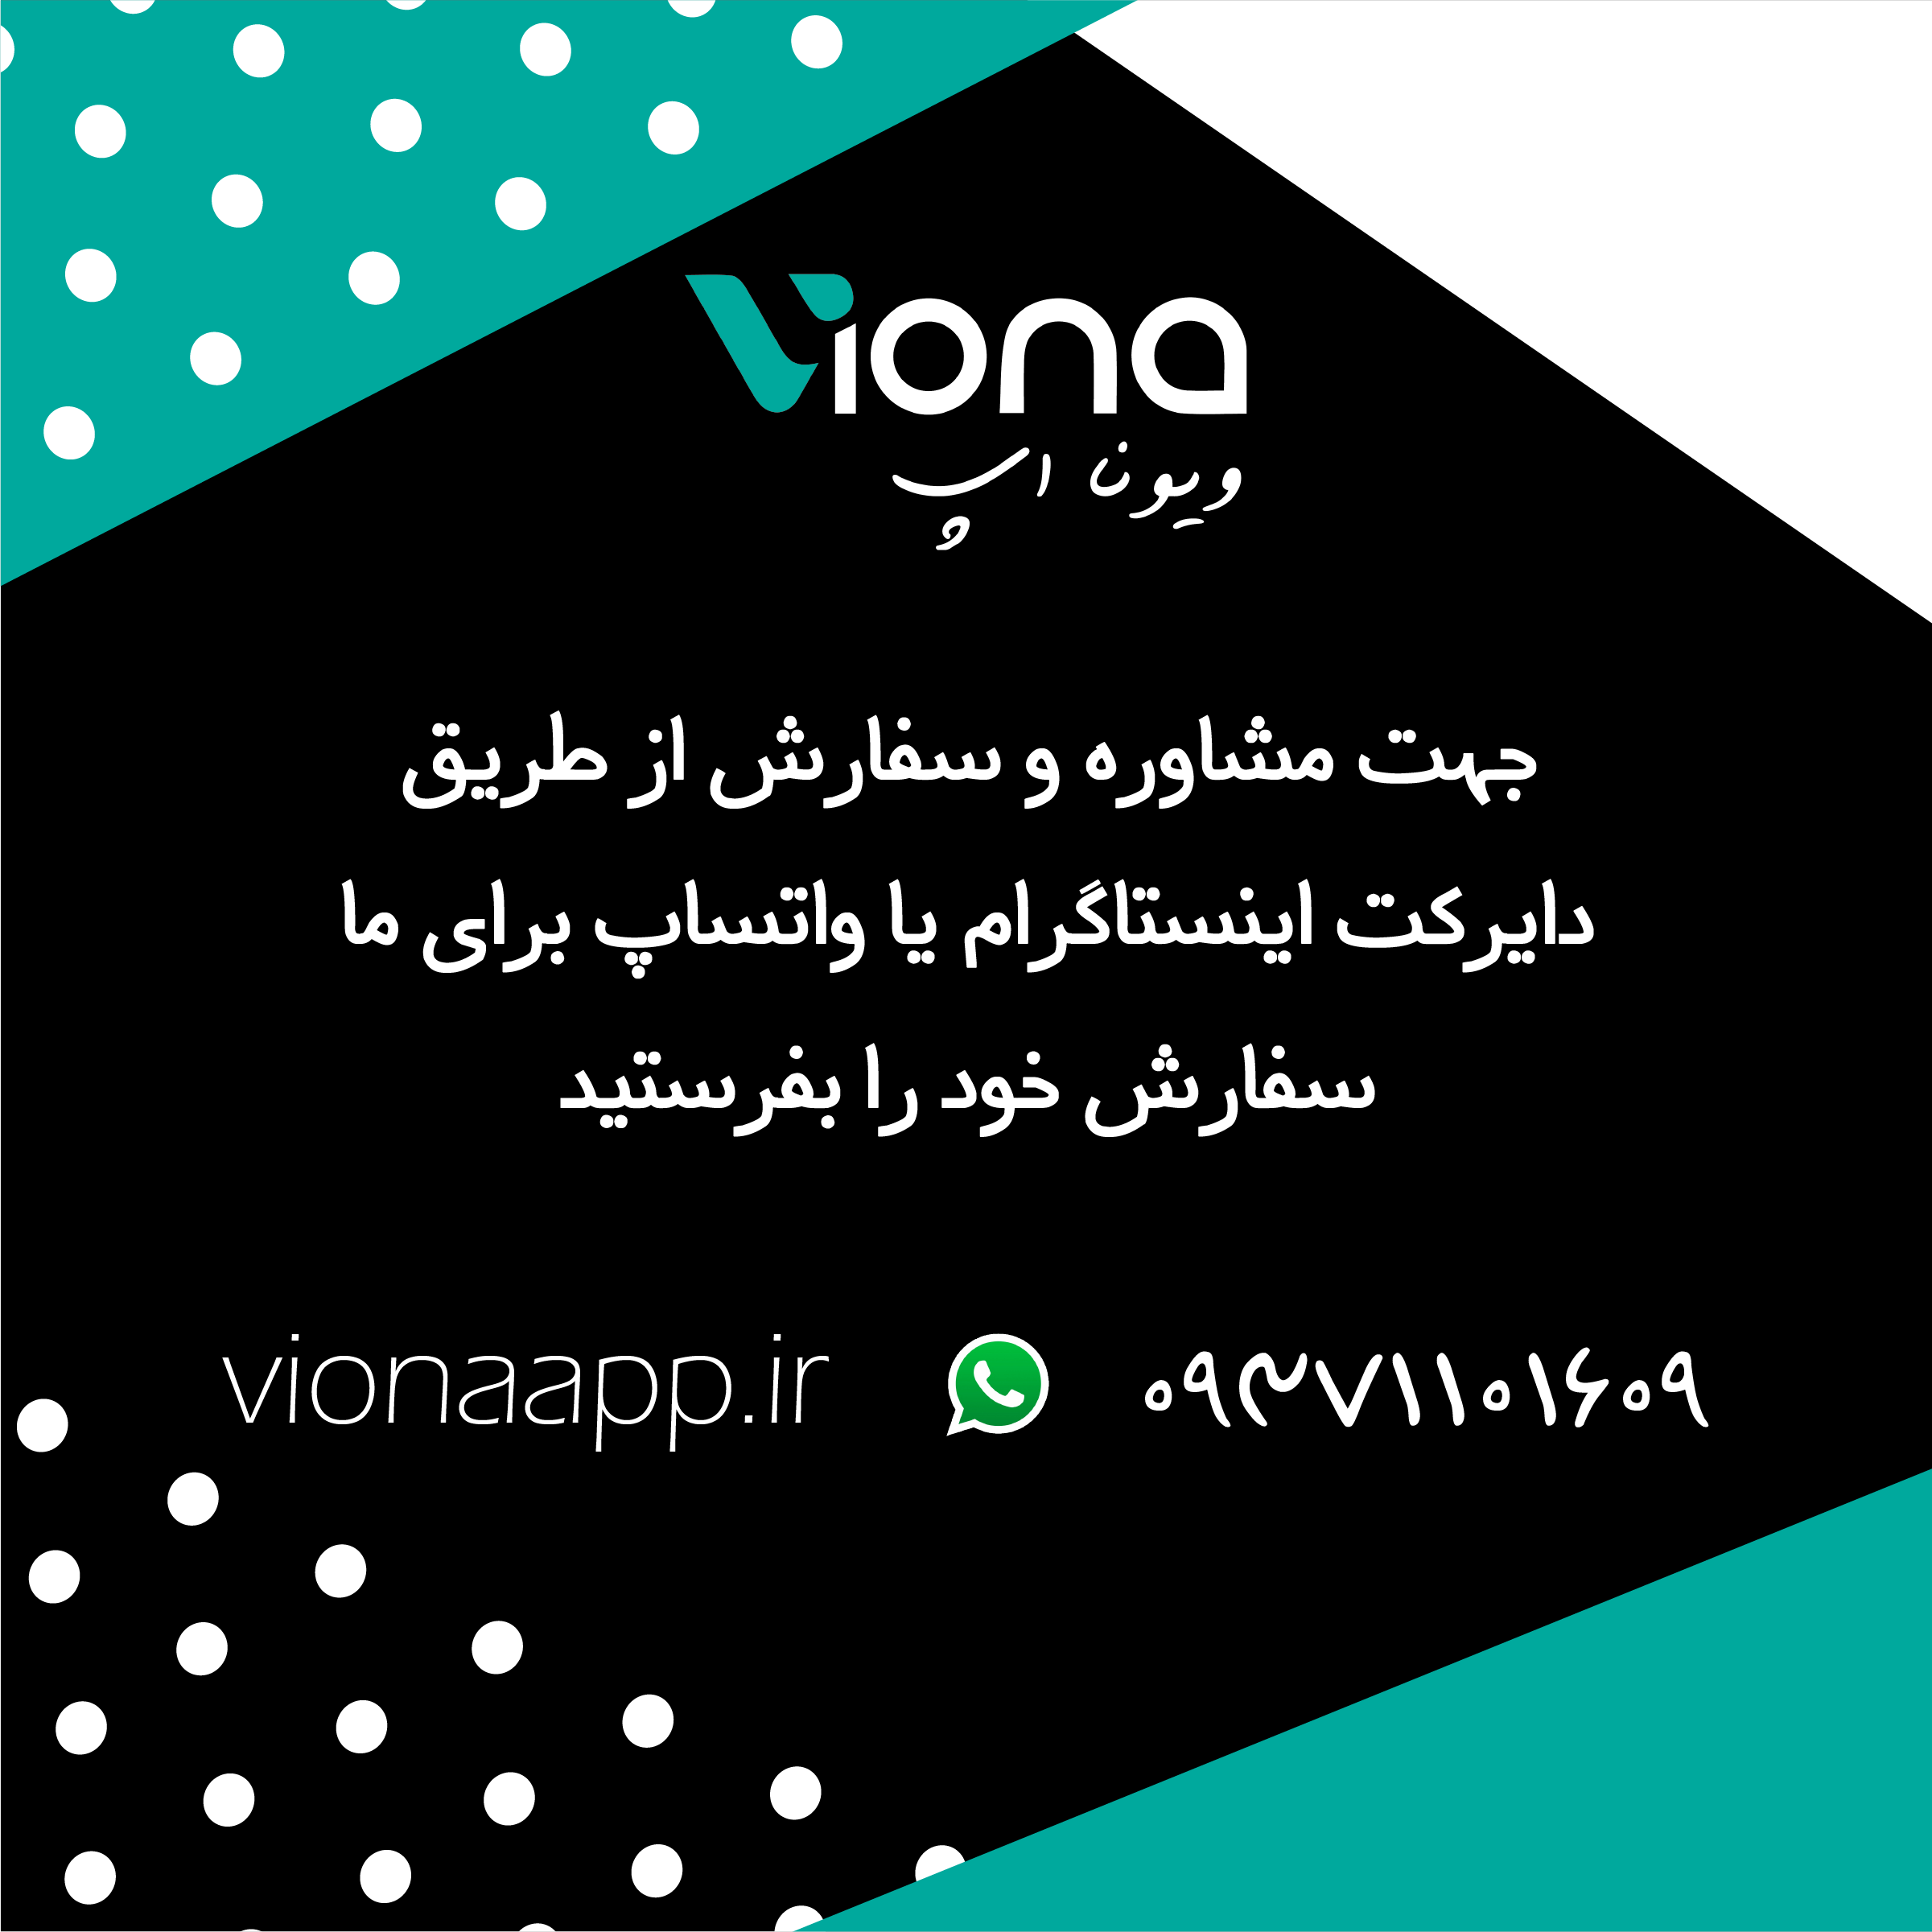 Viona
ویون اپ
جهت مشاوره و سفارش از طریق
دایرکت اینستاگرام یا واتساپ برای ما
سفارش خود را بفرستید
vionaapp.ir ۰۹۳۷۱۱۰۱۶۰۹